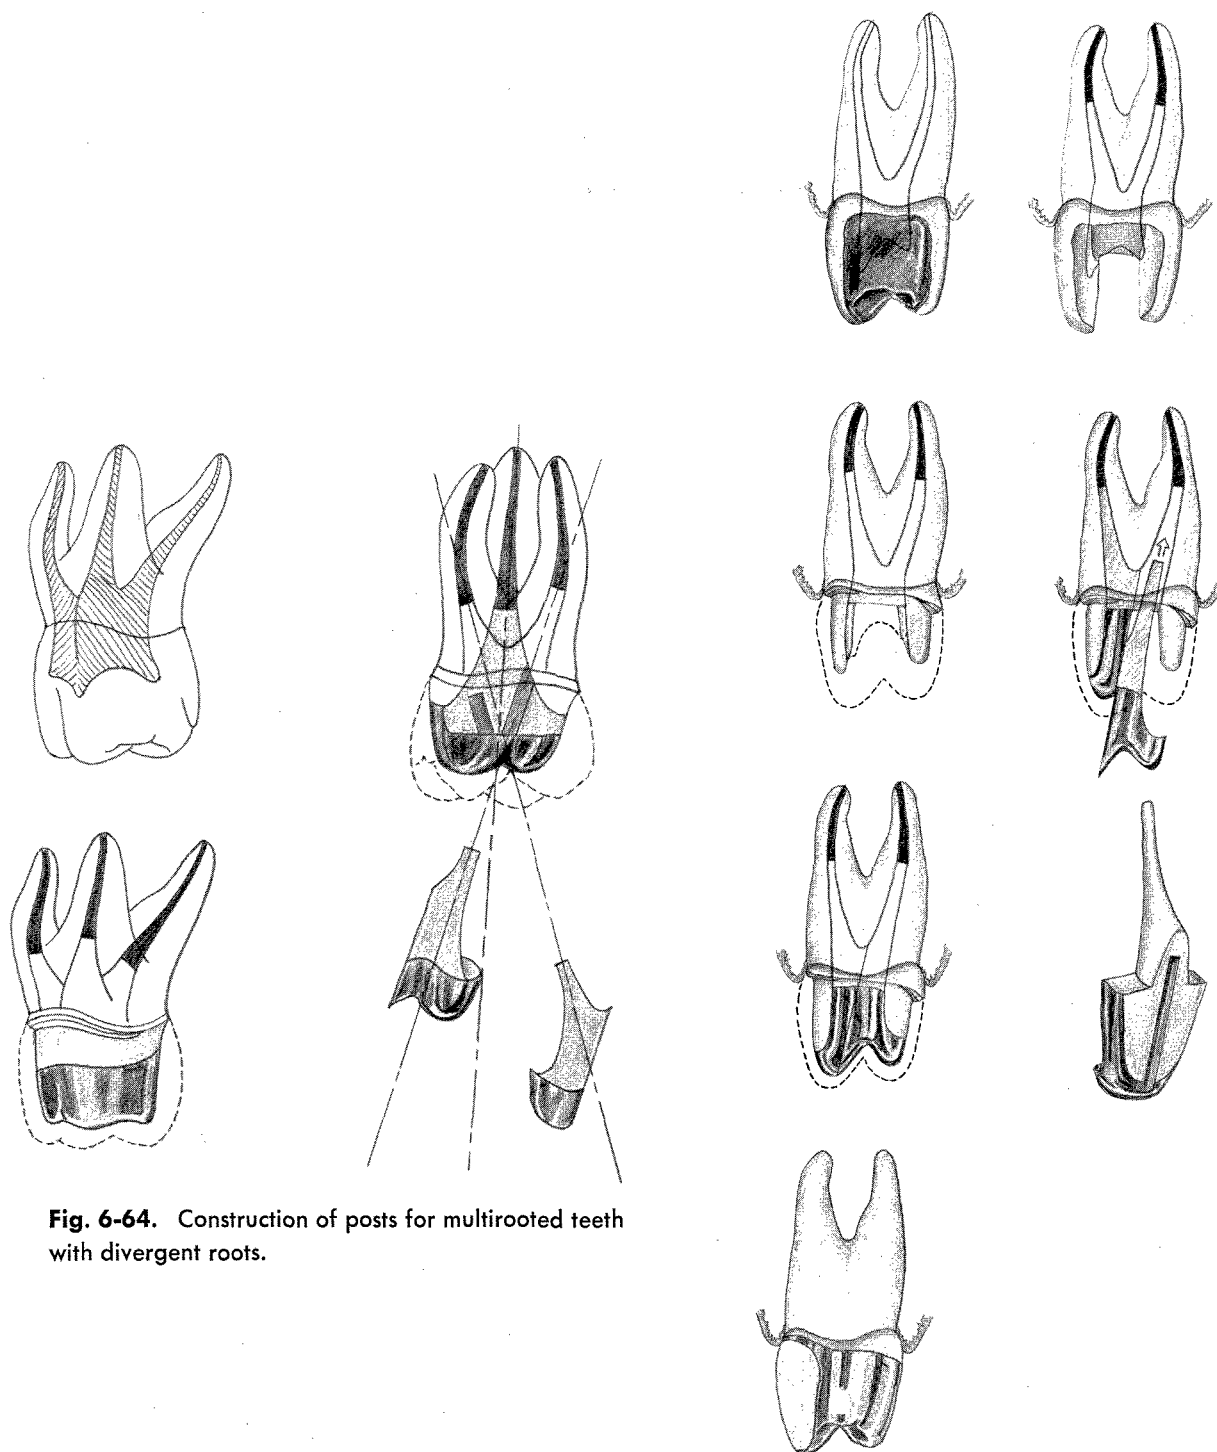 Fig. 6-64. Construction of posts for multirooted teeth
with divergent roots.